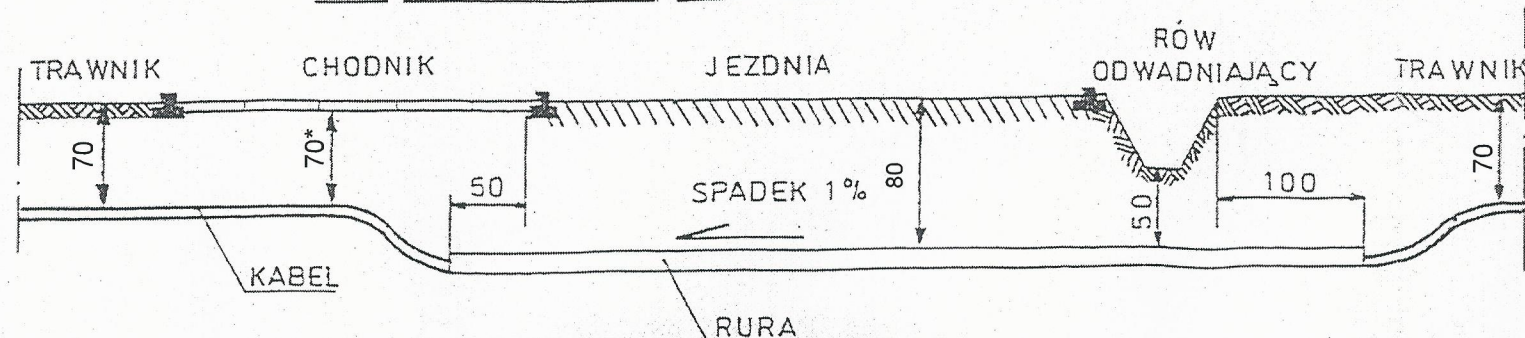 RÓW
TRAWNIK CHODNIK JEZDNIA ODWADNIAJĄCY TRAWNIK
70 70* 80 70
50 SPADEK 1% 50 100
KABEL
RURA